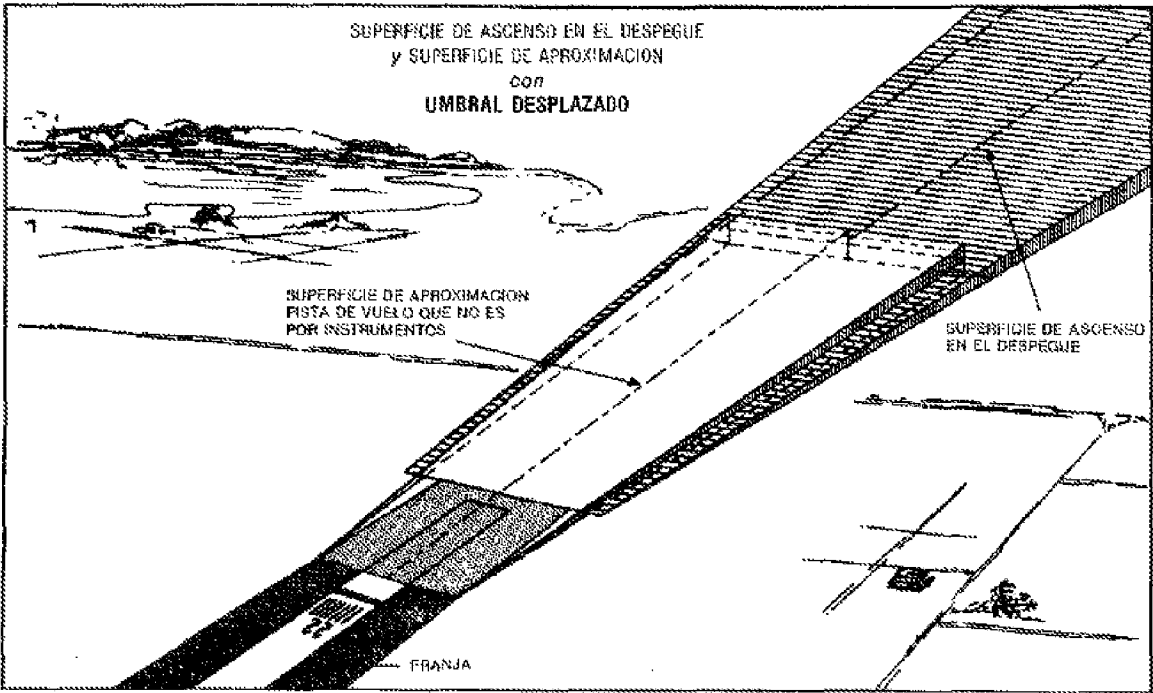 SUPERFICIE DE ASCENSO EN EL DESPEGUE
y SUPERFICIE DE APROXIMACION
con
UMBRAL DESPLAZADO
SUPERFICIE DE APROXIMACION
PISTA DE VUELO QUE NO ES
POR INSTRUMENTOS
SUPERFICIE DE ASCENSO
EN EL DESPEGUE
22
FRANJA